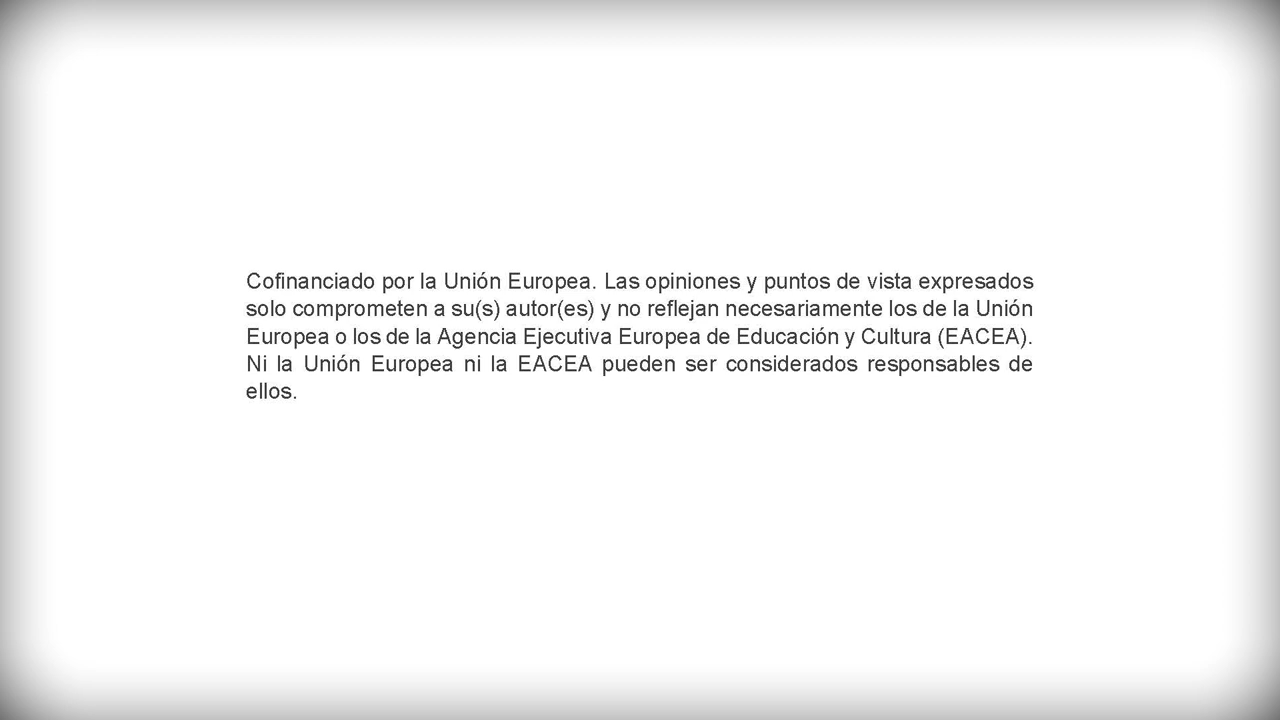 Cofinanciado por la Unión Europea. Las opiniones y puntos de vista expresados
solo comprometen a su(s) autor(es) y no reflejan necesariamente los de la Unión
Europea o los de la Agencia Ejecutiva Europea de Educación y Cultura (EACEA).
Ni la Unión Europea ni la EACEA pueden ser considerados responsables de
ellos.